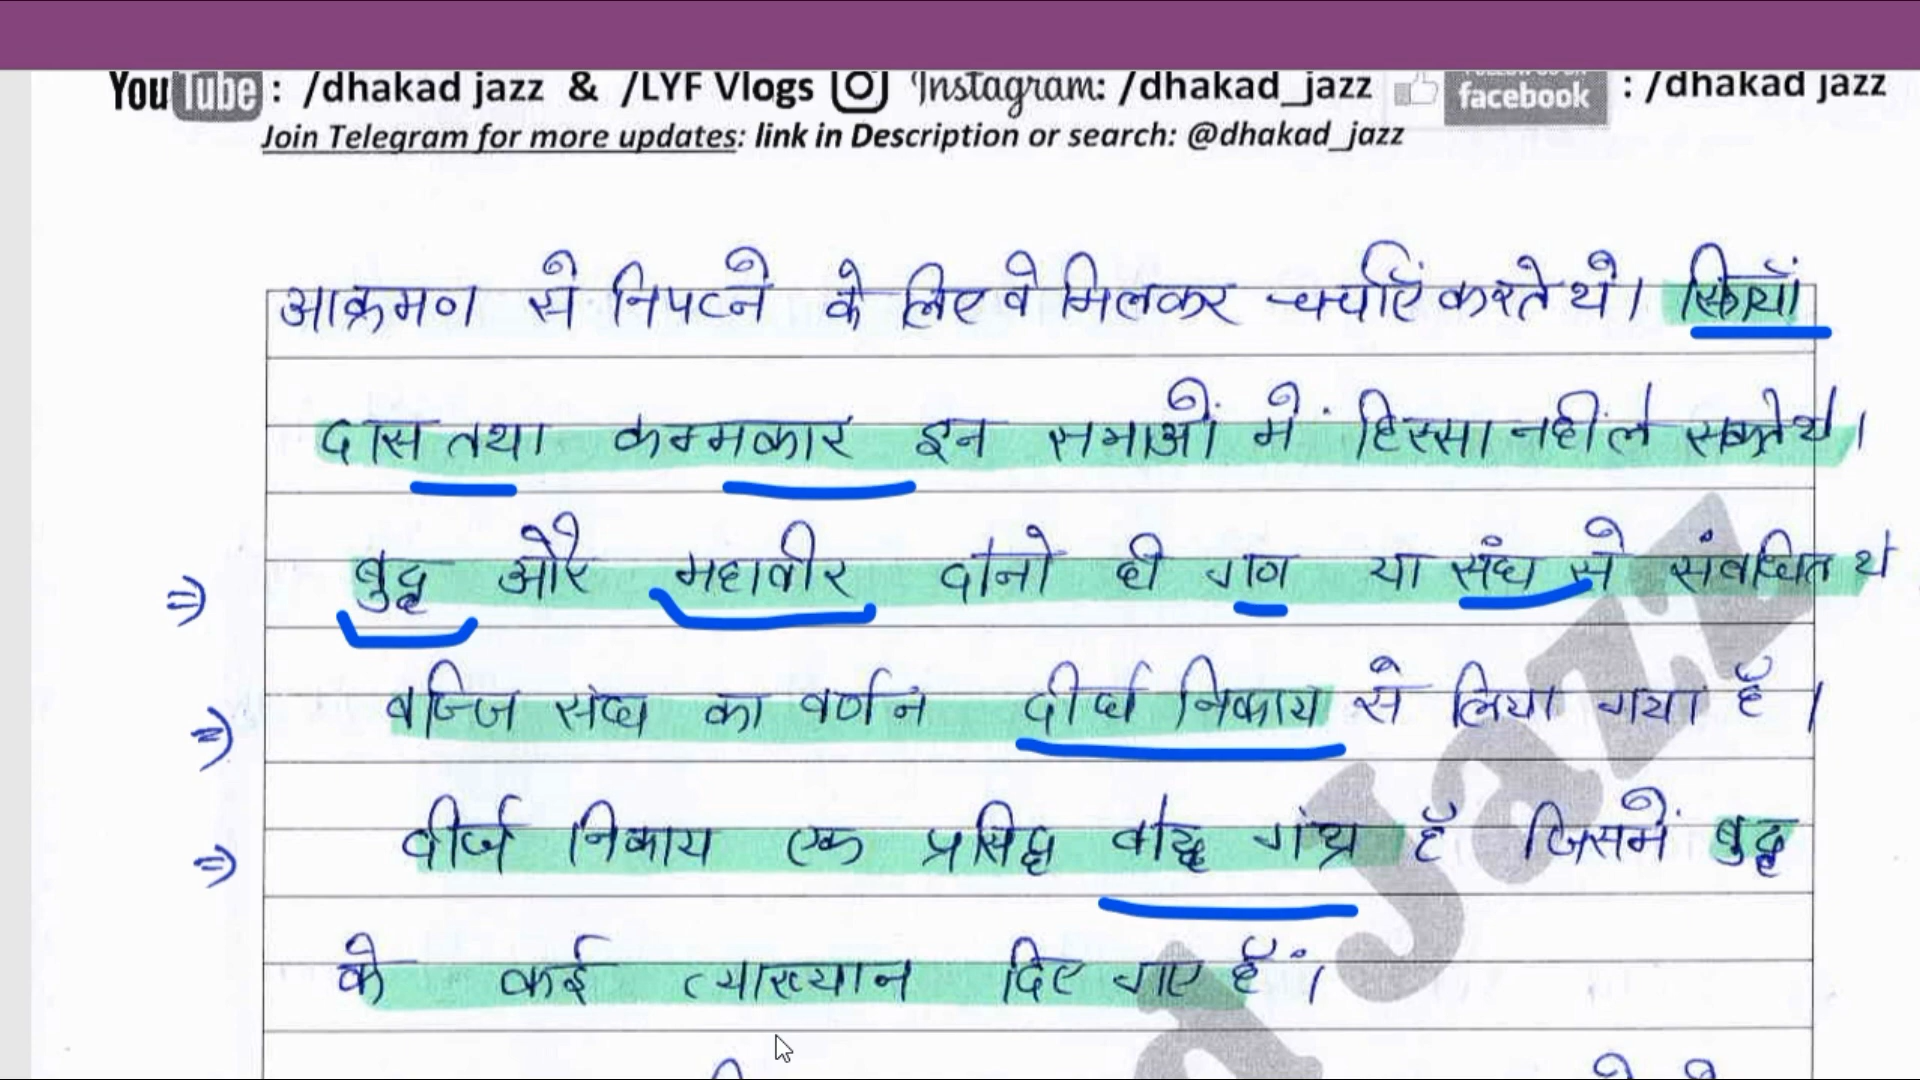 YouTube : /dhakad jazz & /LYF Vlogs Instagram: /dhakad_jazz facebook : /dhakad jazz
Join Telegram for more updates: link in Description or search: @dhakad_jazz
आक्रमण से निपटने के लिए वे मिलकर चर्चाएं करते थे। स्त्रियाँ
दास तथा कम्मकार इन सभाओं में हिस्सा नहीं ले सकते थे।
⇒ बुद्ध और महावीर दोनो ही गण या संघ से संबंधित थे
⇒ वज्जि संघ का वर्णन दीर्घ निकाय से लिया गया है।
⇒ दीर्घ निकाय एक प्रसिद्ध बौद्ध ग्रंथ है जिसमें बुद्ध
के कई व्याख्यान दिए गए हैं।
Jazz